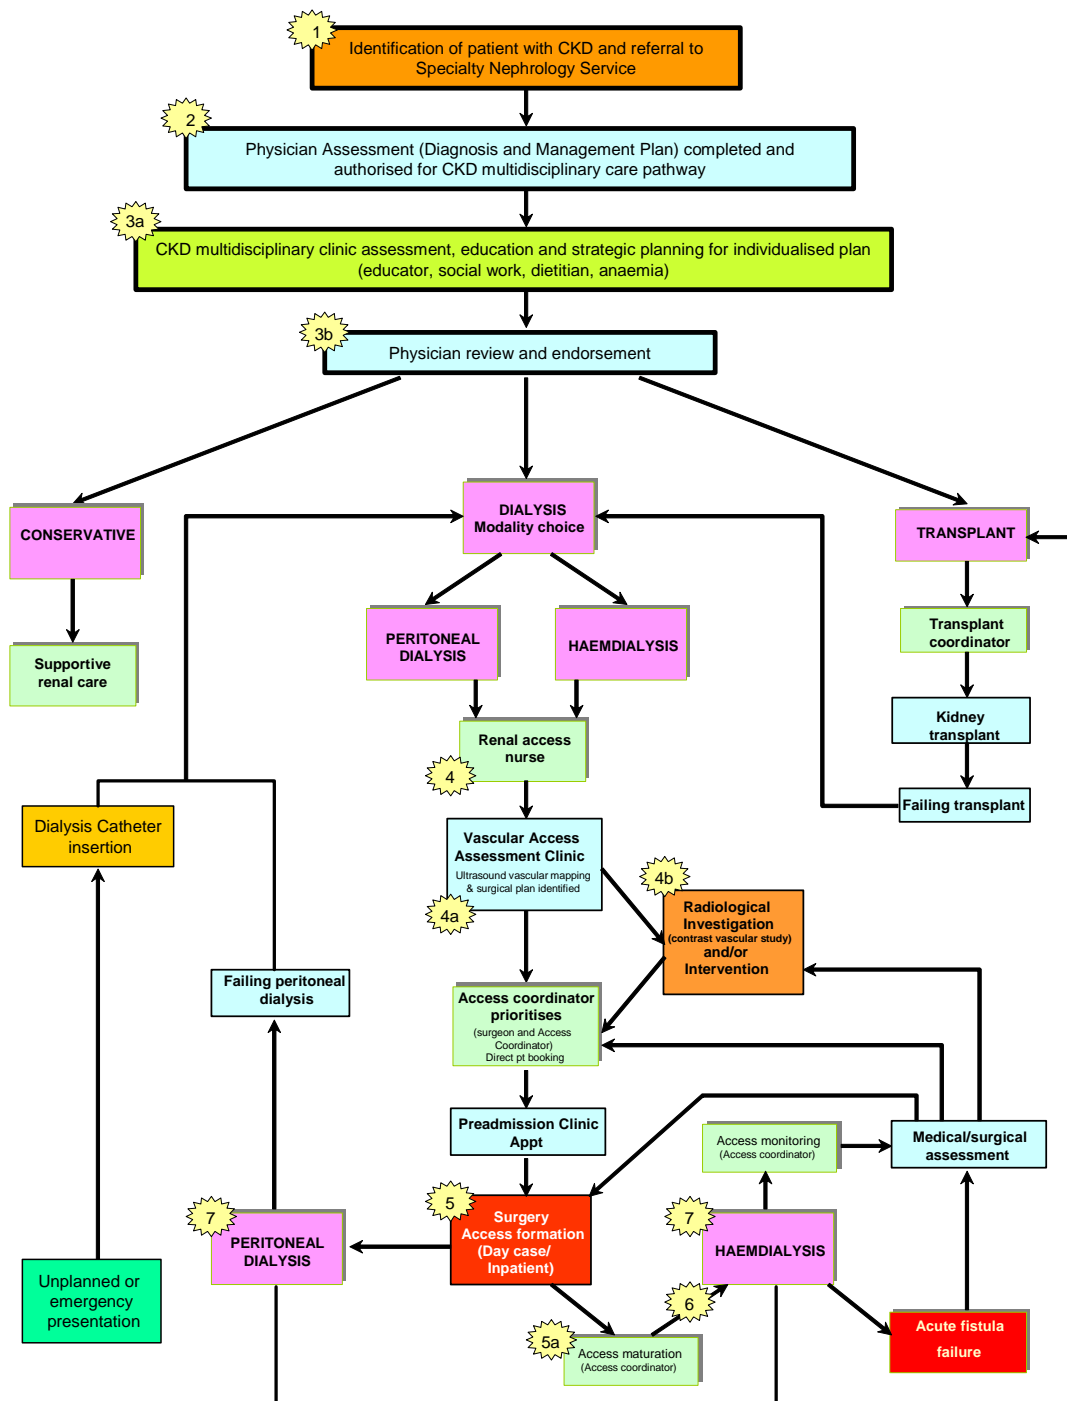 1
Identification of patient with CKD and referral to
Specialty Nephrology Service
2
Physician Assessment (Diagnosis and Management Plan) completed and
authorised for CKD multidisciplinary care pathway
3a
CKD multidisciplinary clinic assessment, education and strategic planning for individualised plan
(educator, social work, dietitian, anaemia)
3b
Physician review and endorsement
CONSERVATIVE
DIALYSIS
Modality choice
TRANSPLANT
Supportive
renal care
PERITONEAL
DIALYSIS
HAEMDIALYSIS
Transplant
coordinator
Renal access
nurse
4
Kidney
transplant
Failing transplant
Dialysis Catheter
insertion
Vascular Access
Assessment Clinic
Ultrasound vascular mapping
& surgical plan identified
4a
4b
Radiological
Investigation
(contrast vascular study)
and/or
Intervention
Failing peritoneal
dialysis
Access coordinator
prioritises
(surgeon and Access
Coordinator)
Direct pt booking
Preadmission Clinic
Appt
Access monitoring
(Access coordinator)
Medical/surgical
assessment
5
Surgery
Access formation
(Day case/
Inpatient)
7
PERITONEAL
DIALYSIS
7
HAEMDIALYSIS
Unplanned or
emergency
presentation
6
5a
Access maturation
(Access coordinator)
Acute fistula
failure